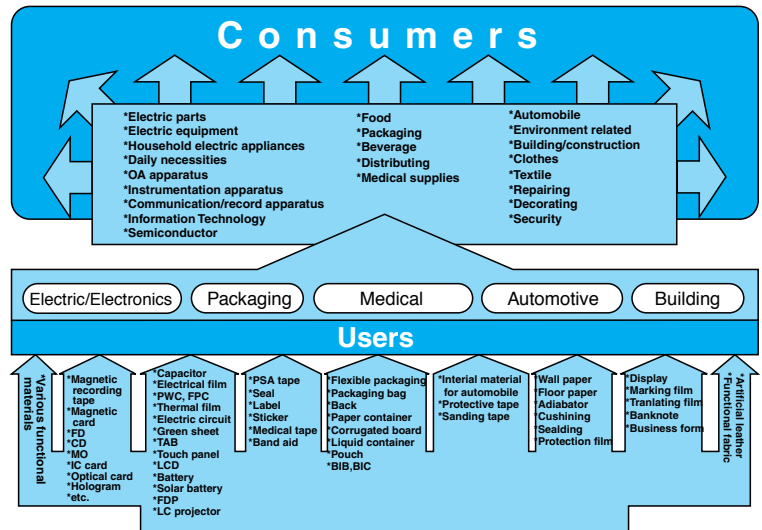 Consumers
*Electric parts
*Electric equipment
*Household electric appliances
*Daily necessities
*OA apparatus
*Instrumentation apparatus
*Communication/record apparatus
*Information Technology
*Semiconductor
*Food
*Packaging
*Beverage
*Distributing
*Medical supplies
*Automobile
*Environment related
*Building/construction
*Clothes
*Textile
*Repairing
*Decorating
*Security
Electric/Electronics
Packaging
Medical
Automotive
Building
Users
*Various functional
materials
*Magnetic
recording
tape
*Magnetic
card
*FD
*CD
*MO
*IC card
*Optical card
*Hologram
*etc.
*Capacitor
*Electrical film
*PWC, FPC
*Thermal film
*Electric circuit
*Green sheet
*TAB
*Touch panel
*LCD
*Battery
*Solar battery
*FDP
*LC projector
*PSA tape
*Seal
*Label
*Sticker
*Medical tape
*Band aid
*Flexible packaging
*Packaging bag
*Back
*Paper container
*Corrugated board
*Liquid container
*Pouch
*BIB,BIC
*Interial material
for automobile
*Protective tape
*Sanding tape
*Wall paper
*Floor paper
*Adiabator
*Cushining
*Sealding
*Protection film
*Display
*Marking film
*Tranlating film
*Banknote
*Business form
*Artificial leather
*Functional fabric